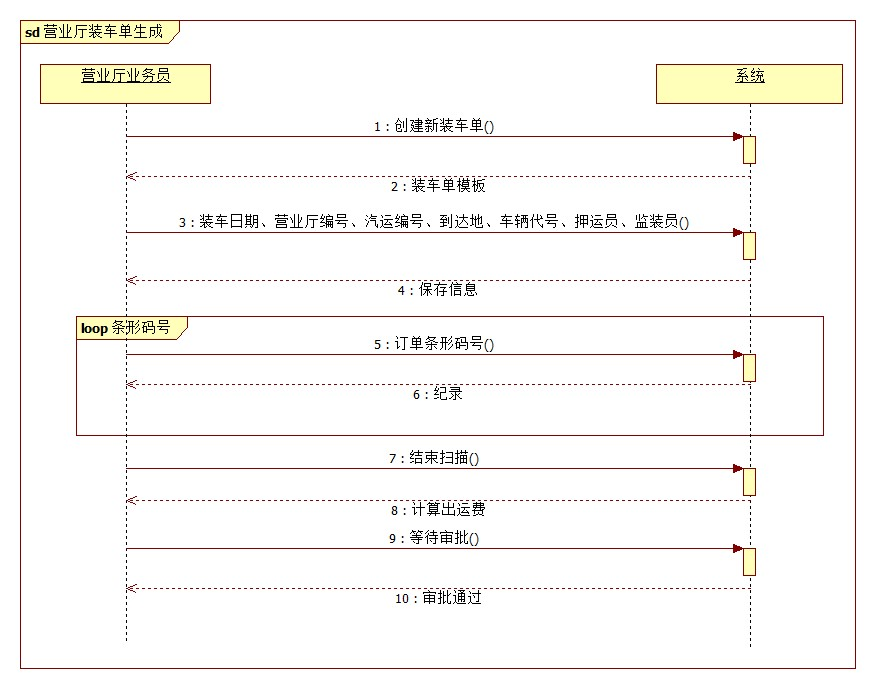 sd 营业厅装车单生成
营业厅业务员
系统
1：创建新装车单()
2：装车单模板
3：装车日期、营业厅编号、汽运编号、到达地、车辆代号、押运员、监装员()
4：保存信息
loop 条形码号
5：订单条形码号()
6：纪录
7：结束扫描()
8：计算出运费
9：等待审批()
10：审批通过